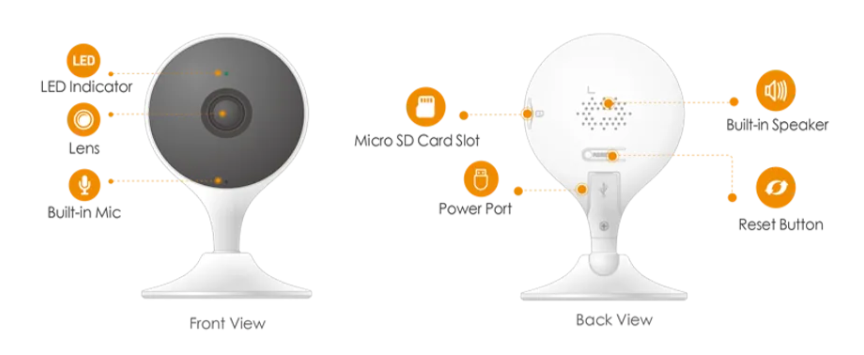 LED
LED Indicator
Lens
Built-in Mic
Front View
Micro SD Card Slot
Power Port
Built-in Speaker
Reset Button
Back View